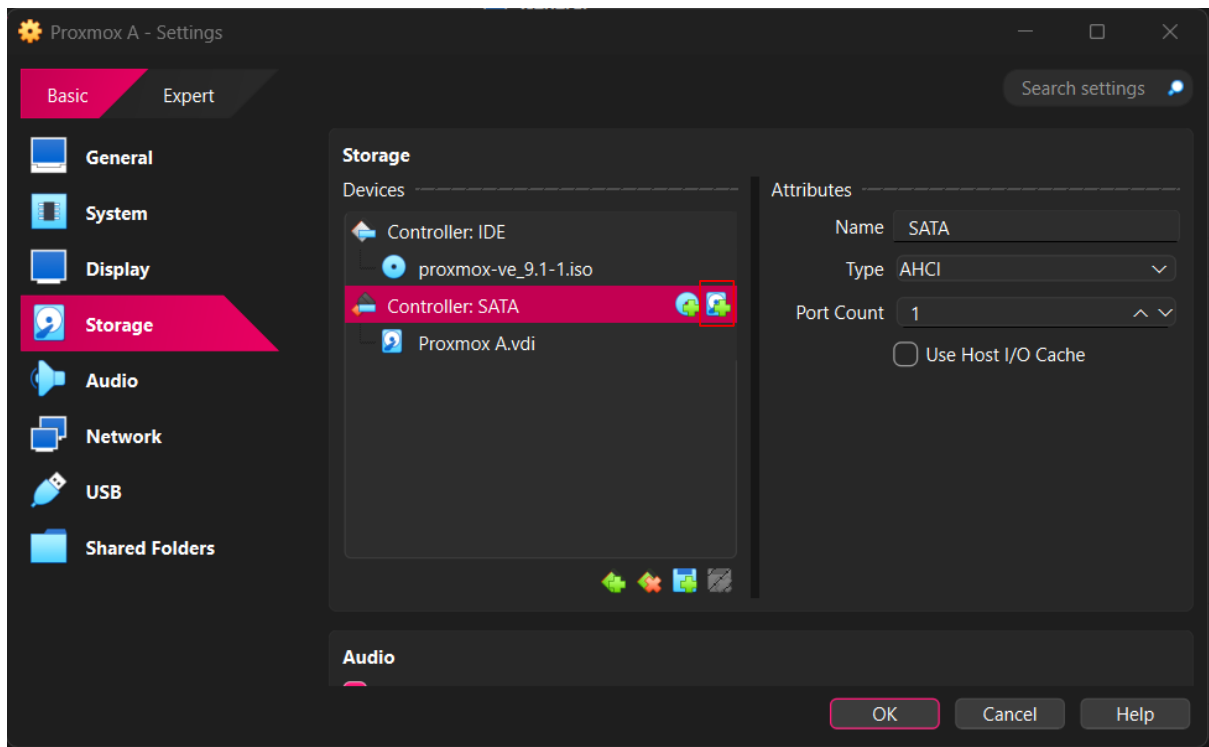 Proxmox A - Settings
Basic
Expert
Search settings
General
System
Display
Storage
Audio
Network
USB
Shared Folders
Storage
Devices
Controller: IDE
proxmox-ve_9.1-1.iso
Controller: SATA
Proxmox A.vdi
Attributes
Name SATA
Type AHCI
Port Count 1
Use Host I/O Cache
Audio
OK
Cancel
Help